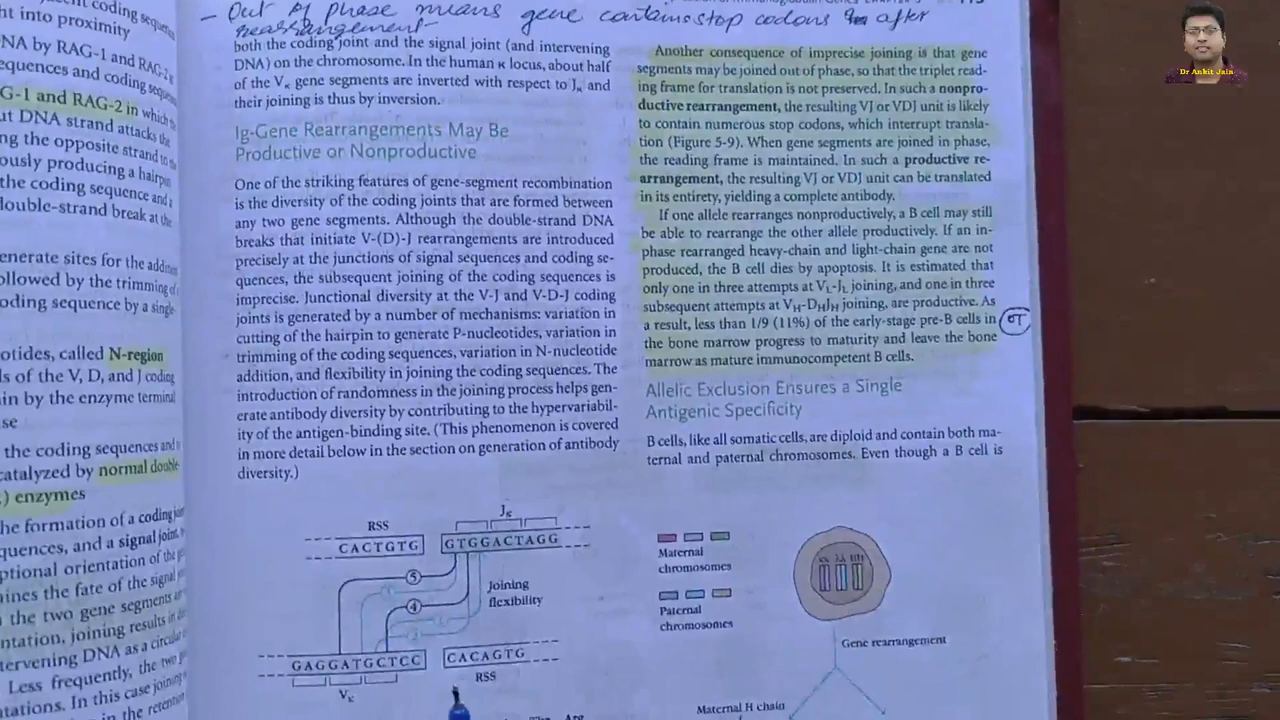 - Out of phase means gene contains stop codons after
rearrangement
both the coding joint and the signal joint (and intervening
DNA) on the chromosome. In the human κ locus, about half
of the Vκ gene segments are inverted with respect to Jκ and
their joining is thus by inversion.
Ig-Gene Rearrangements May Be
Productive or Nonproductive
One of the striking features of gene-segment recombination
is the diversity of the coding joints that are formed between
any two gene segments. Although the double-strand DNA
breaks that initiate V-(D)-J rearrangements are introduced
precisely at the junctions of signal sequences and coding se-
quences, the subsequent joining of the coding sequences is
imprecise. Junctional diversity at the V-J and V-D-J coding
joints is generated by a number of mechanisms: variation in
cutting of the hairpin to generate P-nucleotides, variation in
trimming of the coding sequences, variation in N-nucleotide
addition, and flexibility in joining the coding sequences. The
introduction of randomness in the joining process helps gen-
erate antibody diversity by contributing to the hypervariabil-
ity of the antigen-binding site. (This phenomenon is covered
in more detail below in the section on generation of antibody
diversity.)
RSS
Jκ
CACTGTG
GTGGACTAGG
5
4
Joining
flexibility
GAGGATGCTCC
CACAGTG
Vκ
RSS
Another consequence of imprecise joining is that gene
segments may be joined out of phase, so that the triplet read-
ing frame for translation is not preserved. In such a nonpro-
ductive rearrangement, the resulting VJ or VDJ unit is likely
to contain numerous stop codons, which interrupt transla-
tion (Figure 5-9). When gene segments are joined in phase,
the reading frame is maintained. In such a productive re-
arrangement, the resulting VJ or VDJ unit can be translated
in its entirety, yielding a complete antibody.
If one allele rearranges nonproductively, a B cell may still
be able to rearrange the other allele productively. If an in-
phase rearranged heavy-chain and light-chain gene are not
produced, the B cell dies by apoptosis. It is estimated that
only one in three attempts at VL-JL joining, and one in three
subsequent attempts at VH-DHJH joining, are productive. As
a result, less than 1/9 (11%) of the early-stage pre-B cells in
the bone marrow progress to maturity and leave the bone
marrow as mature immunocompetent B cells.
Allelic Exclusion Ensures a Single
Antigenic Specificity
B cells, like all somatic cells, are diploid and contain both ma-
ternal and paternal chromosomes. Even though a B cell is
Maternal
chromosomes
Paternal
chromosomes
Gene rearrangement
Maternal H chain
Dr Ankit Jain
coding sequence
ht into proximity
NA by RAG-1 and RAG-2
equences and coding
G-1 and RAG-2 in which
ut DNA strand attacks the
ng the opposite strand to
ously producing a hairpin
the coding sequence and a
double-strand break at the
enerate sites for the
ollowed by the trimming of
oding sequence by a single-
otides, called N-region
ls of the V, D, and J coding
in by the enzyme terminal
se
the coding sequences and
catalyzed by normal double-
) enzymes
he formation of a coding
quences, and a signal joint,
ptional orientation of the
ines the fate of the signal
the two gene segments
ntation, joining results in
tervening DNA as a circular
Less frequently, the two
tations. In this case joining
in the retention